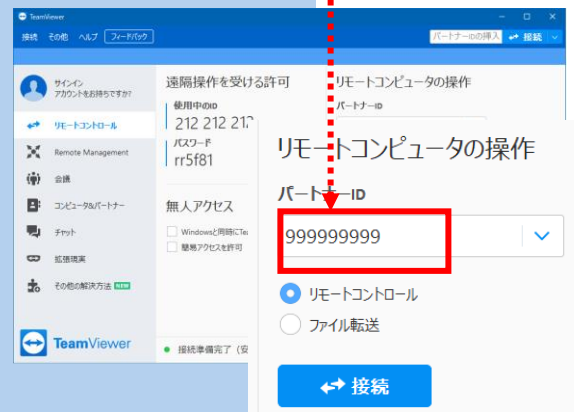 TeamViewer
接続 その他 ヘルプ フィードバック
パートナーIDの挿入 接続
サインイン
アカウントをお持ちですか?
リモートコントロール
Remote Management
会議
コンピュータ&パートナー
チャット
拡張現実
その他の解決方法 NEW
TeamViewer
遠隔操作を受ける許可
使用中のID
212 212 212
パスワード
rr5f81
無人アクセス
Windowsと同時にTea
簡易アクセスを許可
接続準備完了 (安
リモートコンピュータの操作
パートナーID
リモートコンピュータの操作
パートナーID
999999999
リモートコントロール
ファイル転送
接続